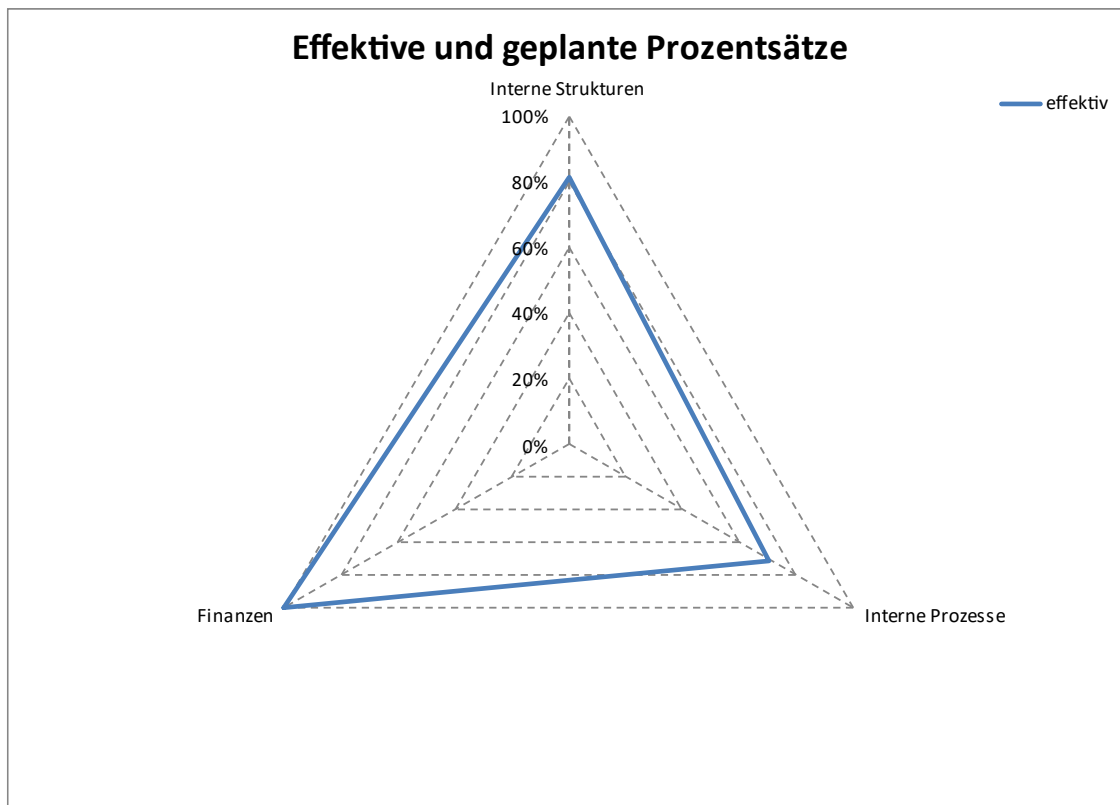 Effektive und geplante Prozentsätze
Interne Strukturen
effektiv
100%
80%
60%
40%
20%
0%
Finanzen
Interne Prozesse